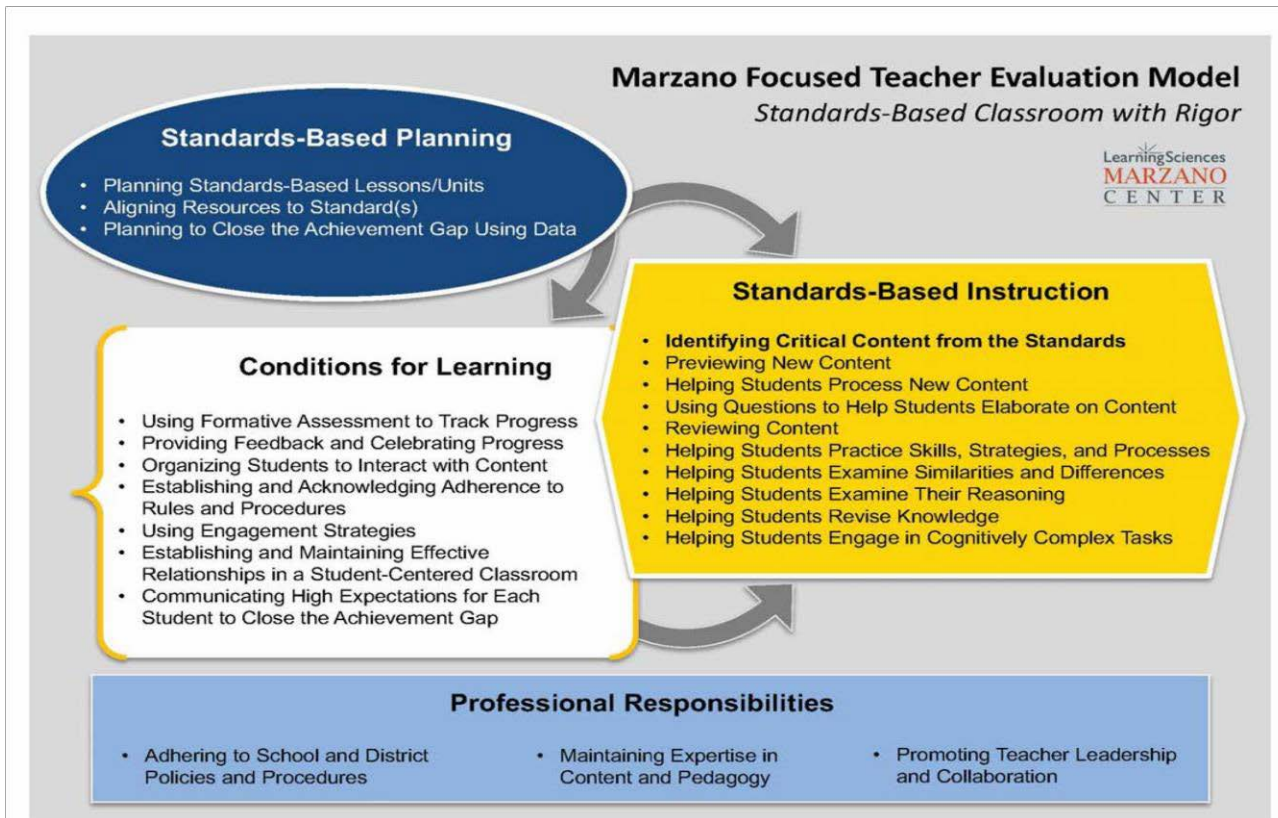 Marzano Focused Teacher Evaluation Model
Standards-Based Classroom with Rigor
LearningSciences
MARZANO
CENTER
Standards-Based Planning
• Planning Standards-Based Lessons/Units
• Aligning Resources to Standard(s)
• Planning to Close the Achievement Gap Using Data
Standards-Based Instruction
• Identifying Critical Content from the Standards
• Previewing New Content
• Helping Students Process New Content
• Using Questions to Help Students Elaborate on Content
• Reviewing Content
• Helping Students Practice Skills, Strategies, and Processes
• Helping Students Examine Similarities and Differences
• Helping Students Examine Their Reasoning
• Helping Students Revise Knowledge
• Helping Students Engage in Cognitively Complex Tasks
Conditions for Learning
• Using Formative Assessment to Track Progress
• Providing Feedback and Celebrating Progress
• Organizing Students to Interact with Content
• Establishing and Acknowledging Adherence to
Rules and Procedures
• Using Engagement Strategies
• Establishing and Maintaining Effective
Relationships in a Student-Centered Classroom
• Communicating High Expectations for Each
Student to Close the Achievement Gap
Professional Responsibilities
• Adhering to School and District
Policies and Procedures
• Maintaining Expertise in
Content and Pedagogy
• Promoting Teacher Leadership
and Collaboration